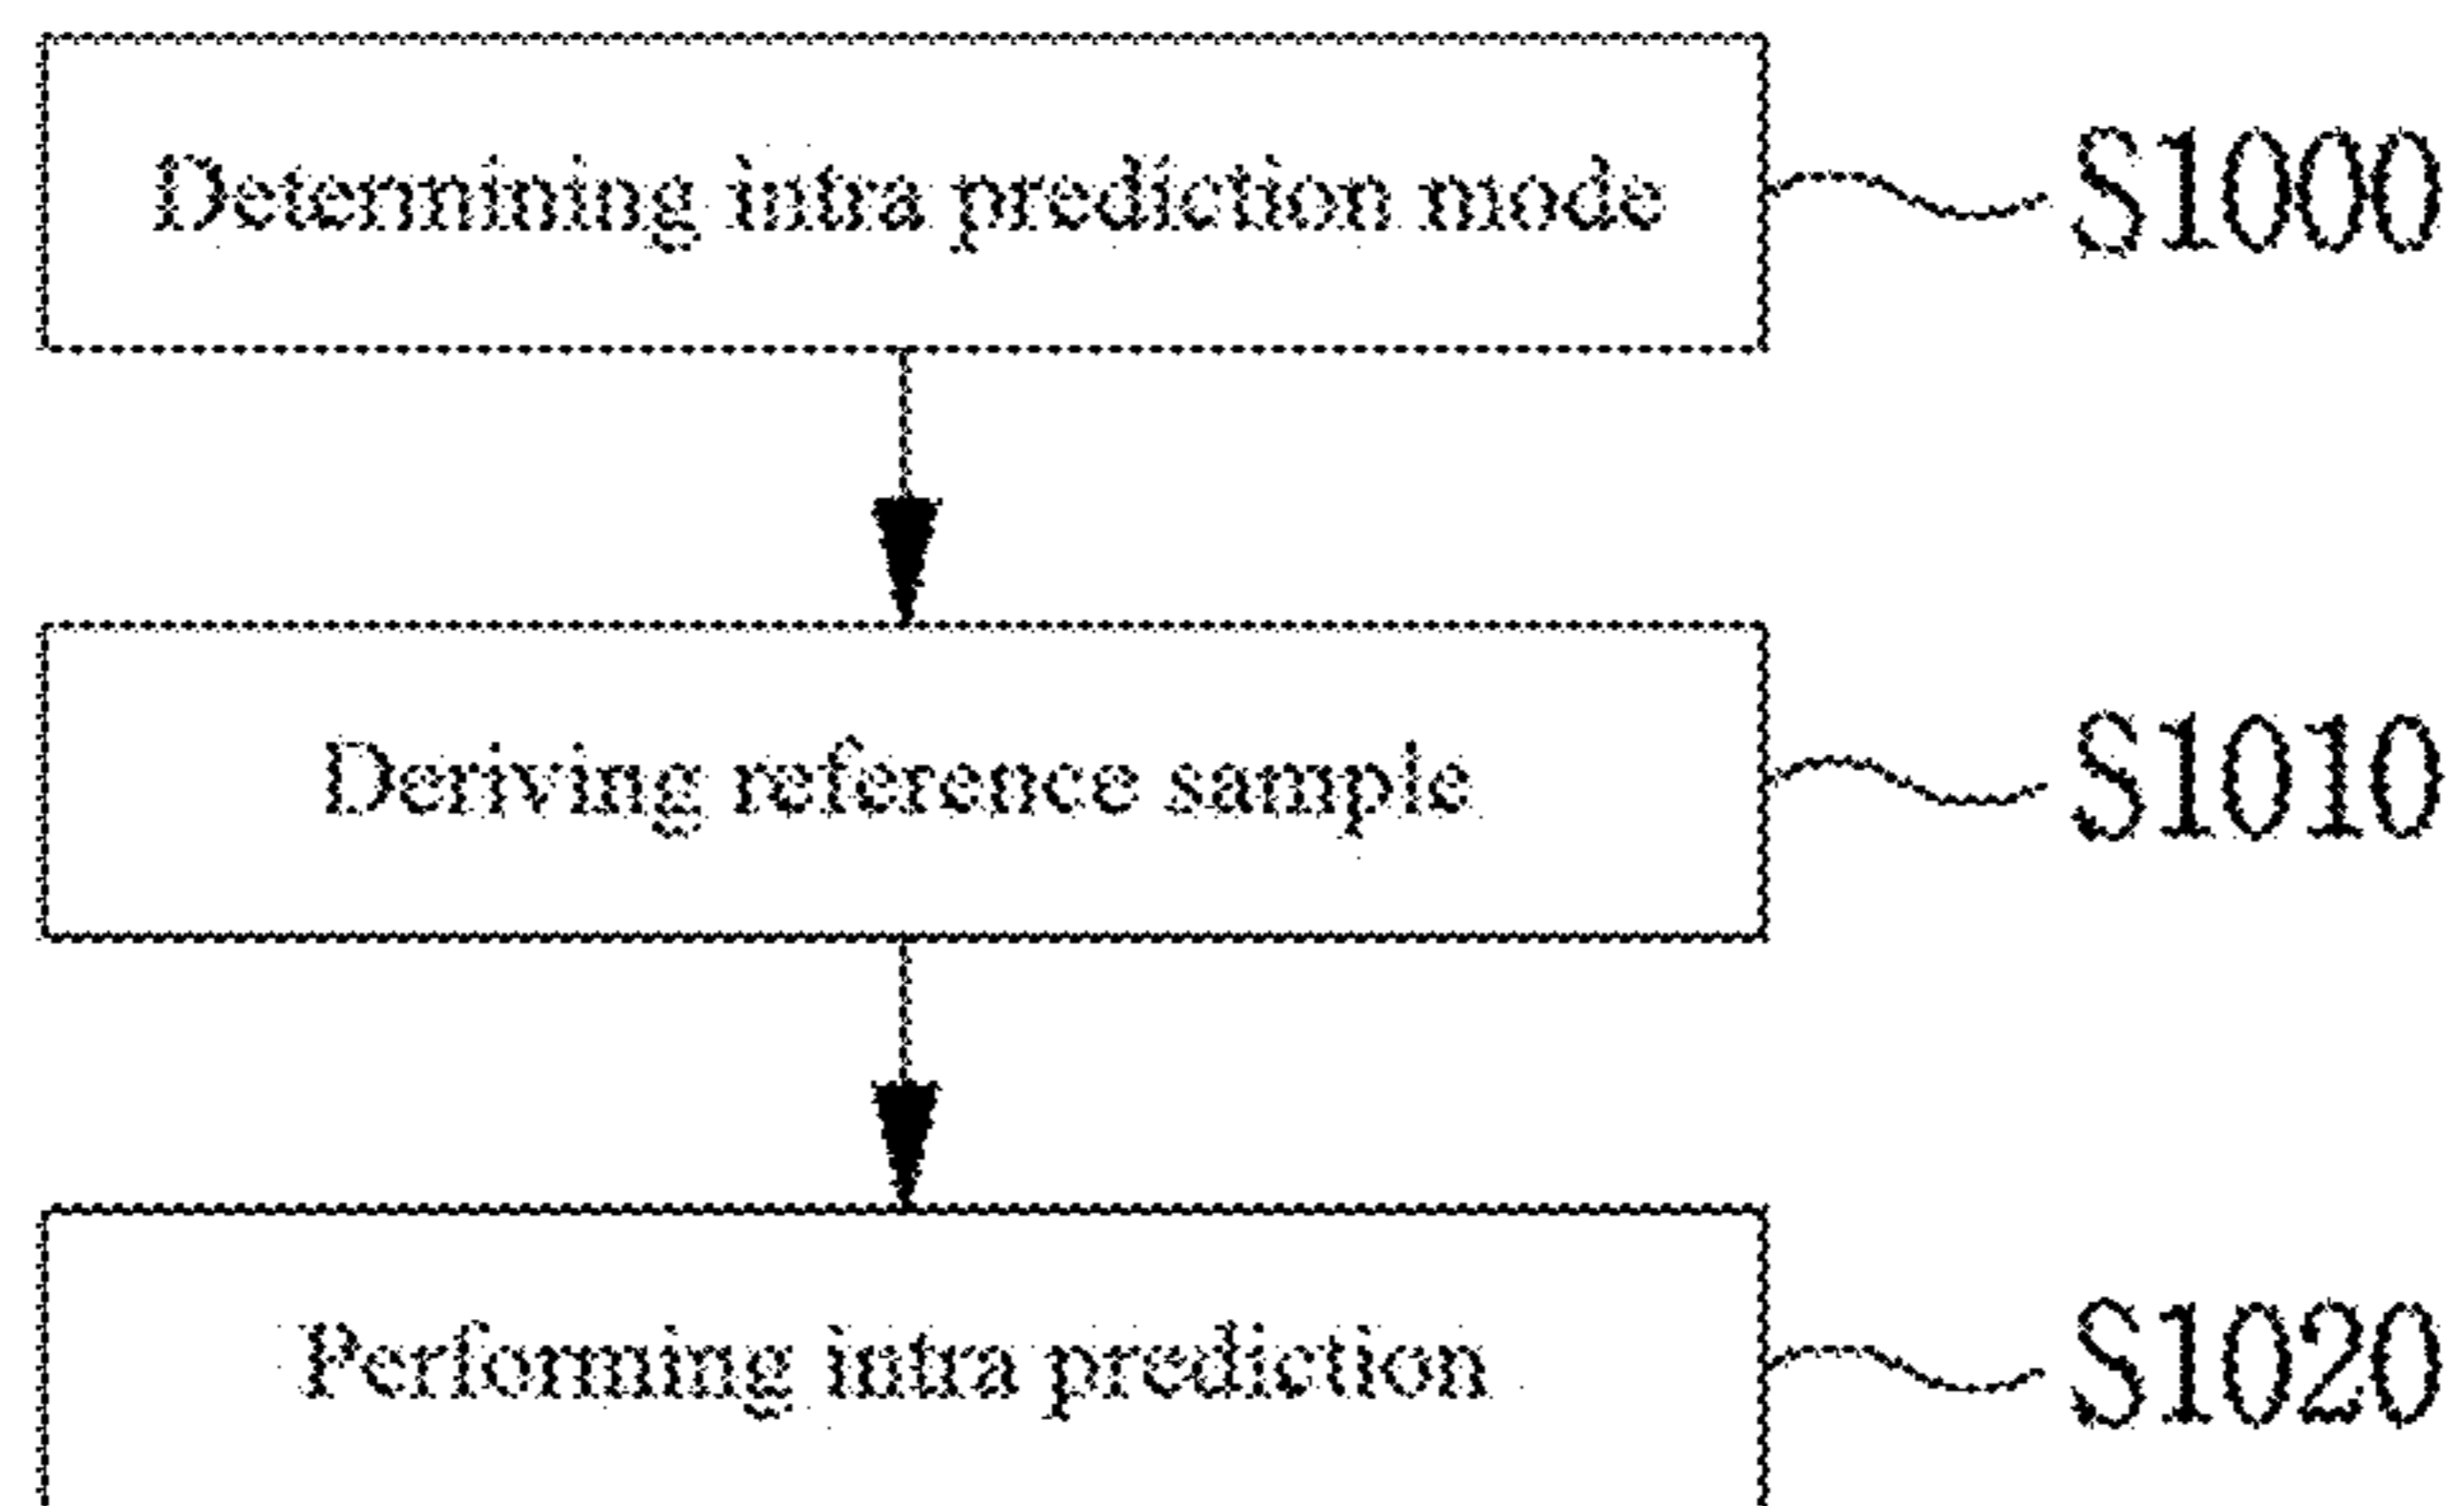 Determining intra prediction mode S1000
Deriving reference sample S1010
Performing intra prediction S1020